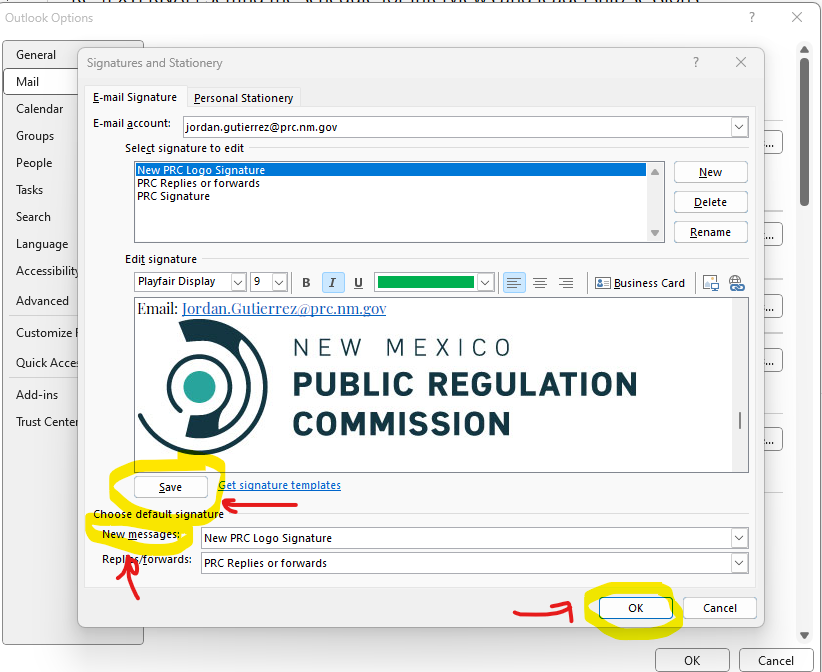 Outlook Options
General
Mail
Calendar
Groups
People
Tasks
Search
Language
Accessibility
Advanced
Customize
Quick Acce
Add-ins
Trust Center
Signatures and Stationery
E-mail Signature Personal Stationery
E-mail account: jordan.gutierrez@prc.nm.gov
Select signature to edit
New PRC Logo Signature
PRC Replies or forwards
PRC Signature
New
Delete
Rename
Edit signature
Playfair Display 9 B I U Business Card
Email: Jordan.Gutierrez@prc.nm.gov
NEW MEXICO
PUBLIC REGULATION
COMMISSION
Save Get signature templates
Choose default signature
New messages: New PRC Logo Signature
Replies/forwards: PRC Replies or forwards
OK Cancel
OK Cancel